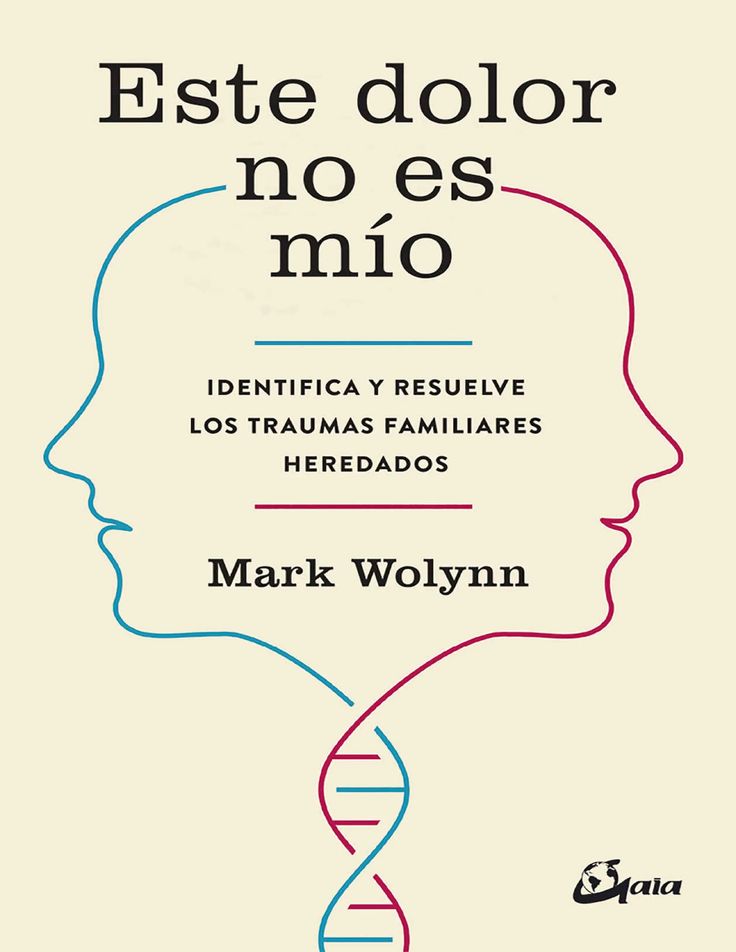 Este dolor
no es
mío
IDENTIFICA Y RESUELVE
LOS TRAUMAS FAMILIARES
HEREDADOS
Mark Wolynn
Gaia